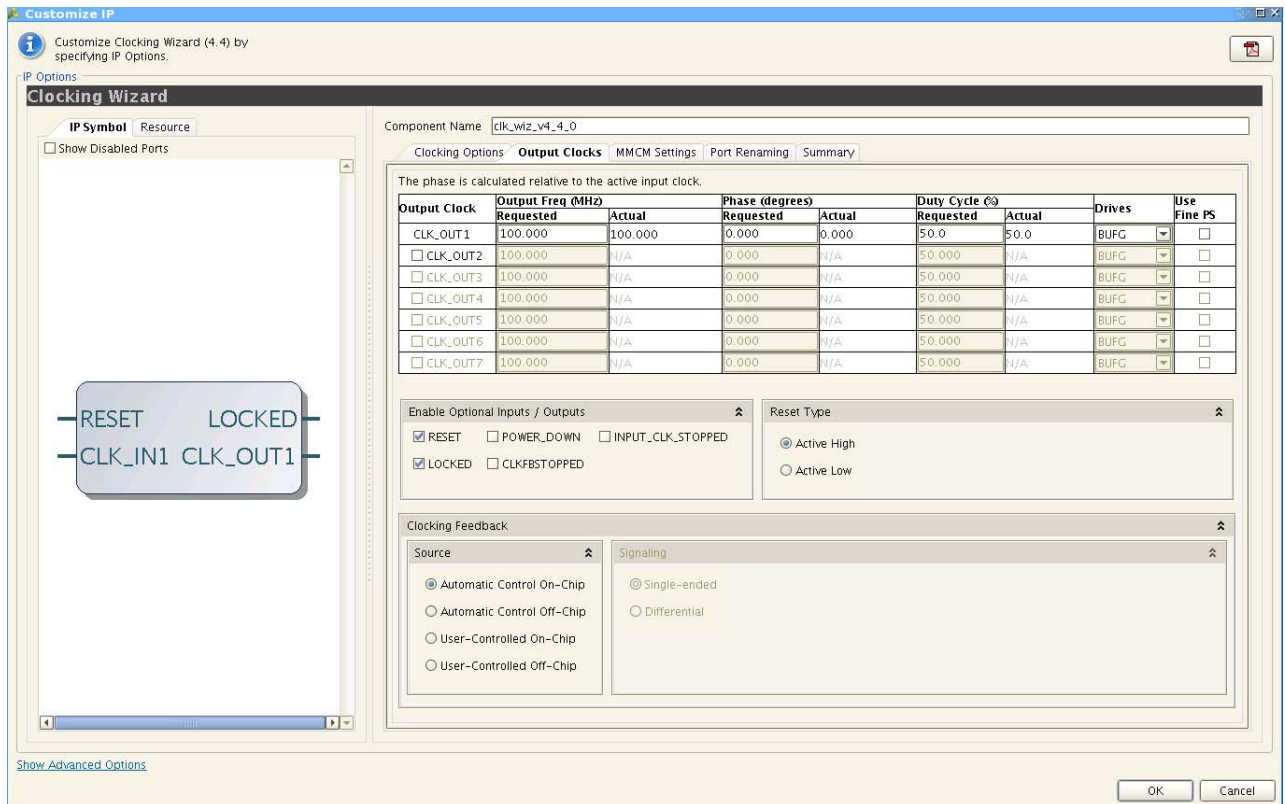 Customize IP
Customize Clocking Wizard (4.4) by
specifying IP Options.
IP Options
Clocking Wizard
IP Symbol Resource
Show Disabled Ports
RESET LOCKED
CLK_IN1 CLK_OUT1
Component Name clk_wiz_v4_4_0
Clocking Options Output Clocks MMCM Settings Port Renaming Summary
The phase is calculated relative to the active input clock.
Output Clock Output Freq (MHz) Phase (degrees) Duty Cycle (%) Drives Use Fine PS
Requested Actual Requested Actual Requested Actual
CLK_OUT1 100.000 100.000 0.000 0.000 50.0 50.0 BUFG
CLK_OUT2 100.000 N/A 0.000 N/A 50.000 N/A BUFG
CLK_OUT3 100.000 N/A 0.000 N/A 50.000 N/A BUFG
CLK_OUT4 100.000 N/A 0.000 N/A 50.000 N/A BUFG
CLK_OUT5 100.000 N/A 0.000 N/A 50.000 N/A BUFG
CLK_OUT6 100.000 N/A 0.000 N/A 50.000 N/A BUFG
CLK_OUT7 100.000 N/A 0.000 N/A 50.000 N/A BUFG
Enable Optional Inputs / Outputs
RESET POWER_DOWN INPUT_CLK_STOPPED
LOCKED CLKFBSTOPPED
Reset Type
Active High
Active Low
Clocking Feedback
Source
Automatic Control On-Chip
Automatic Control Off-Chip
User-Controlled On-Chip
User-Controlled Off-Chip
Signaling
Single-ended
Differential
Show Advanced Options
OK Cancel